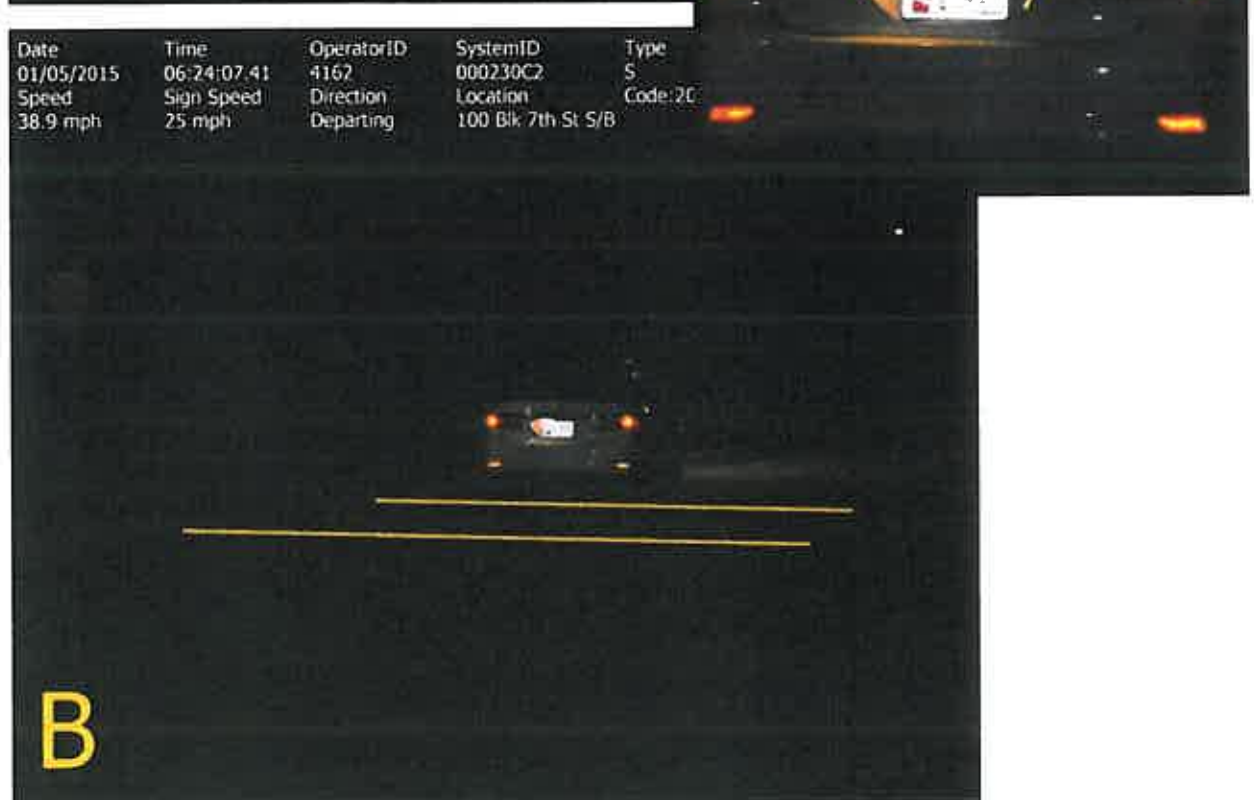 Date Time OperatorID SystemID Type
01/05/2015 06:24:07.41 4162 000230C2 S
Speed Sign Speed Direction Location Code:20
38.9 mph 25 mph Departing 100 Blk 7th St S/B
B